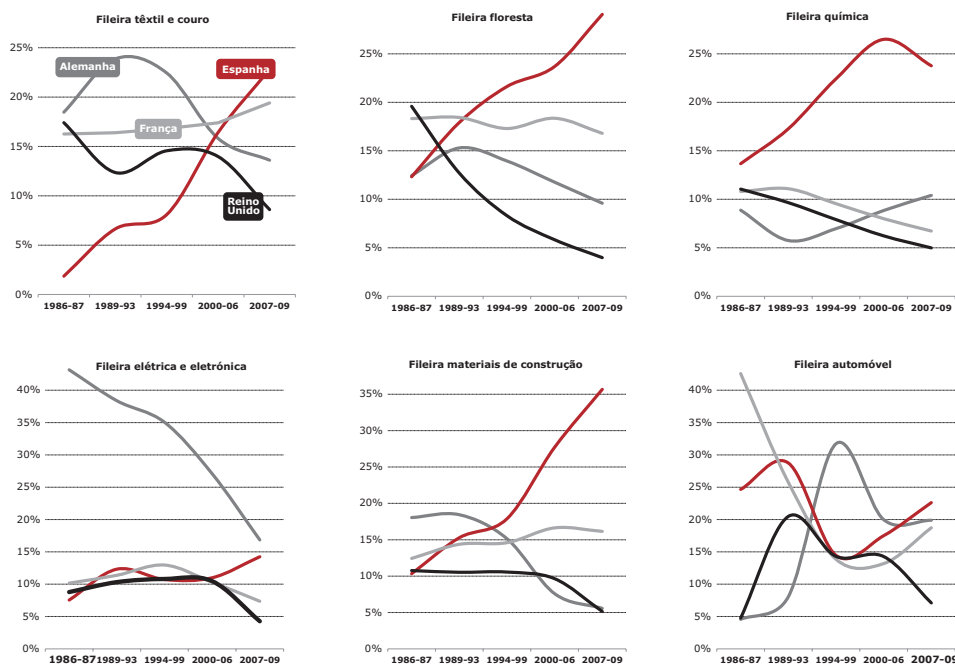 Fileira têxtil e couro
25%
20%
15%
10%
5%
0%
Alemanha
Espanha
França
Reino
Unido
1986-87 1989-93 1994-99 2000-06 2007-09
Fileira floresta
25%
20%
15%
10%
5%
0%
1986-87 1989-93 1994-99 2000-06 2007-09
Fileira química
25%
20%
15%
10%
5%
0%
1986-87 1989-93 1994-99 2000-06 2007-09
Fileira elétrica e eletrónica
40%
35%
30%
25%
20%
15%
10%
5%
0%
1986-87 1989-93 1994-99 2000-06 2007-09
Fileira materiais de construção
35%
30%
25%
20%
15%
10%
5%
0%
1986-87 1989-93 1994-99 2000-06 2007-09
Fileira automóvel
40%
35%
30%
25%
20%
15%
10%
5%
0%
1986-87 1989-93 1994-99 2000-06 2007-09